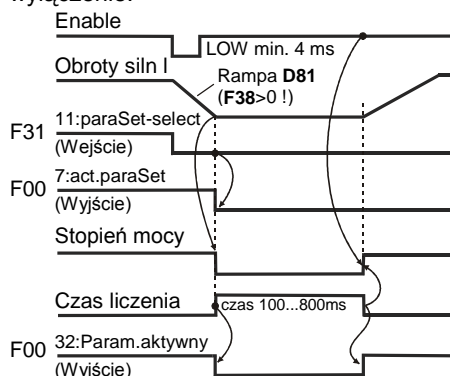 wyłączenie.
Enable
LOW min. 4 ms
Obroty siln I
Rampa D81
(F38>0 !)
11:paraSet-select
F31
(Wejście)
7:act.paraSet
F00
(Wyjście)
Stopień mocy
Czas liczenia
czas 100...800ms
32:Param.aktywny
F00
(Wyjście)